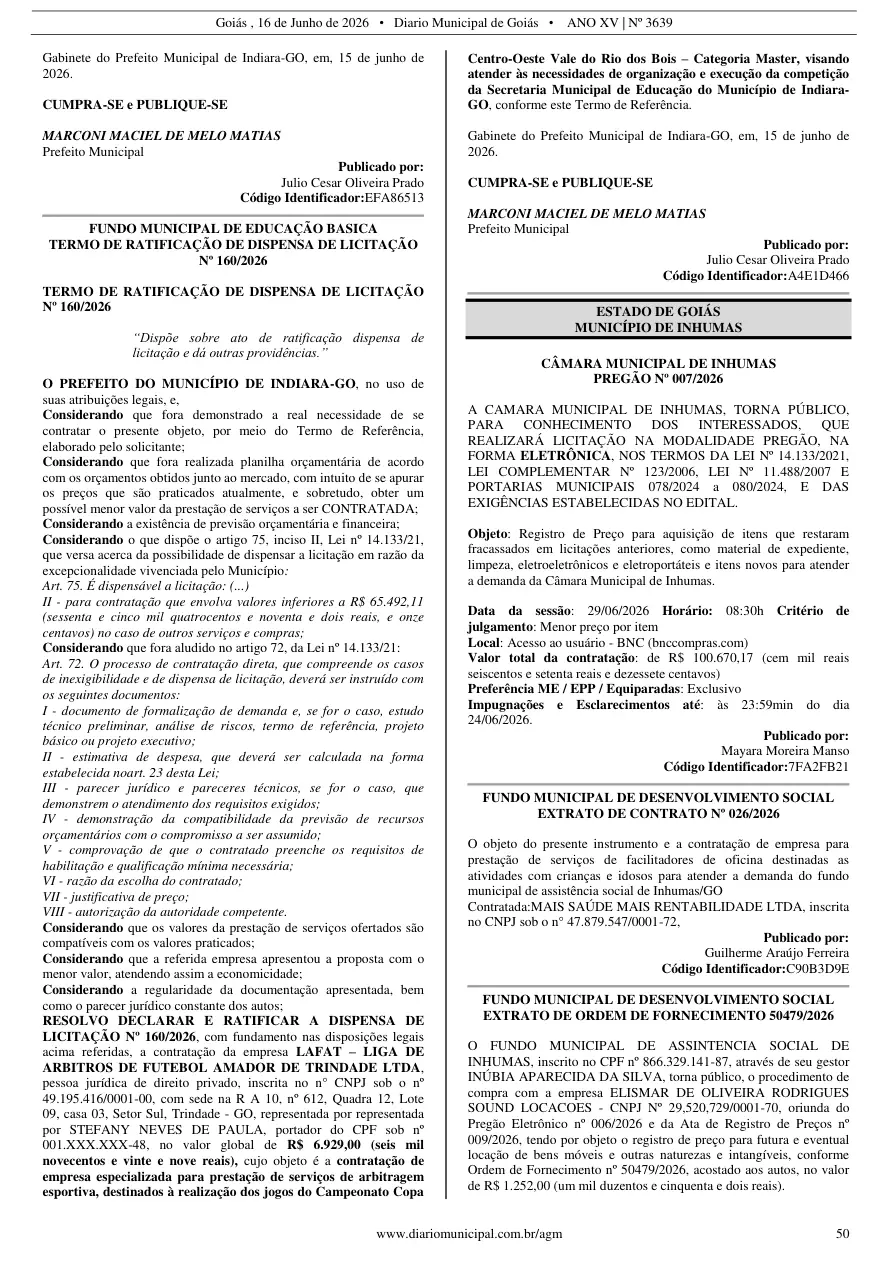 Goiás , 16 de Junho de 2026 • Diario Municipal de Goiás • ANO XV | Nº 3639
Gabinete do Prefeito Municipal de Indiara-GO, em, 15 de junho de
2026.
CUMPRA-SE e PUBLIQUE-SE
MARCONI MACIEL DE MELO MATIAS
Prefeito Municipal
Publicado por:
Julio Cesar Oliveira Prado
Código Identificador:EFA86513
FUNDO MUNICIPAL DE EDUCAÇÃO BASICA
TERMO DE RATIFICAÇÃO DE DISPENSA DE LICITAÇÃO
Nº 160/2026
TERMO DE RATIFICAÇÃO DE DISPENSA DE LICITAÇÃO
Nº 160/2026
“Dispõe sobre ato de ratificação dispensa de
licitação e dá outras providências.”
O PREFEITO DO MUNICÍPIO DE INDIARA-GO, no uso de
suas atribuições legais, e,
Considerando que fora demonstrado a real necessidade de se
contratar o presente objeto, por meio do Termo de Referência,
elaborado pelo solicitante;
Considerando que fora realizada planilha orçamentária de acordo
com os orçamentos obtidos junto ao mercado, com intuito de se apurar
os preços que são praticados atualmente, e sobretudo, obter um
possível menor valor da prestação de serviços a ser CONTRATADA;
Considerando a existência de previsão orçamentária e financeira;
Considerando o que dispõe o artigo 75, inciso II, Lei nº 14.133/21,
que versa acerca da possibilidade de dispensar a licitação em razão da
excepcionalidade vivenciada pelo Município:
Art. 75. É dispensável a licitação: (...)
II - para contratação que envolva valores inferiores a R$ 65.492,11
(sessenta e cinco mil quatrocentos e noventa e dois reais, e onze
centavos) no caso de outros serviços e compras;
Considerando que fora aludido no artigo 72, da Lei nº 14.133/21:
Art. 72. O processo de contratação direta, que compreende os casos
de inexigibilidade e de dispensa de licitação, deverá ser instruído com
os seguintes documentos:
I - documento de formalização de demanda e, se for o caso, estudo
técnico preliminar, análise de riscos, termo de referência, projeto
básico ou projeto executivo;
II - estimativa de despesa, que deverá ser calculada na forma
estabelecida noart. 23 desta Lei;
III - parecer jurídico e pareceres técnicos, se for o caso, que
demonstrem o atendimento dos requisitos exigidos;
IV - demonstração da compatibilidade da previsão de recursos
orçamentários com o compromisso a ser assumido;
V - comprovação de que o contratado preenche os requisitos de
habilitação e qualificação mínima necessária;
VI - razão da escolha do contratado;
VII - justificativa de preço;
VIII - autorização da autoridade competente.
Considerando que os valores da prestação de serviços ofertados são
compatíveis com os valores praticados;
Considerando que a referida empresa apresentou a proposta com o
menor valor, atendendo assim a economicidade;
Considerando a regularidade da documentação apresentada, bem
como o parecer jurídico constante dos autos;
RESOLVO DECLARAR E RATIFICAR A DISPENSA DE
LICITAÇÃO Nº 160/2026, com fundamento nas disposições legais
acima referidas, a contratação da empresa LAFAT – LIGA DE
ARBITROS DE FUTEBOL AMADOR DE TRINDADE LTDA,
pessoa jurídica de direito privado, inscrita no n° CNPJ sob o nº
49.195.416/0001-00, com sede na R A 10, nº 612, Quadra 12, Lote
09, casa 03, Setor Sul, Trindade - GO, representada por representada
por STEFANY NEVES DE PAULA, portador do CPF sob nº
001.XXX.XXX-48, no valor global de R$ 6.929,00 (seis mil
novecentos e vinte e nove reais), cujo objeto é a contratação de
empresa especializada para prestação de serviços de arbitragem
esportiva, destinados à realização dos jogos do Campeonato Copa
Centro-Oeste Vale do Rio dos Bois – Categoria Master, visando
atender às necessidades de organização e execução da competição
da Secretaria Municipal de Educação do Município de Indiara-
GO, conforme este Termo de Referência.
Gabinete do Prefeito Municipal de Indiara-GO, em, 15 de junho de
2026.
CUMPRA-SE e PUBLIQUE-SE
MARCONI MACIEL DE MELO MATIAS
Prefeito Municipal
Publicado por:
Julio Cesar Oliveira Prado
Código Identificador:A4E1D466
ESTADO DE GOIÁS
MUNICÍPIO DE INHUMAS
CÂMARA MUNICIPAL DE INHUMAS
PREGÃO Nº 007/2026
A CAMARA MUNICIPAL DE INHUMAS, TORNA PÚBLICO,
PARA CONHECIMENTO DOS INTERESSADOS, QUE
REALIZARÁ LICITAÇÃO NA MODALIDADE PREGÃO, NA
FORMA ELETRÔNICA, NOS TERMOS DA LEI Nº 14.133/2021,
LEI COMPLEMENTAR Nº 123/2006, LEI Nº 11.488/2007 E
PORTARIAS MUNICIPAIS 078/2024 a 080/2024, E DAS
EXIGÊNCIAS ESTABELECIDAS NO EDITAL.
Objeto: Registro de Preço para aquisição de itens que restaram
fracassados em licitações anteriores, como material de expediente,
limpeza, eletroeletrônicos e eletroportáteis e itens novos para atender
a demanda da Câmara Municipal de Inhumas.
Data da sessão: 29/06/2026 Horário: 08:30h Critério de
julgamento: Menor preço por item
Local: Acesso ao usuário - BNC (bnccompras.com)
Valor total da contratação: de R$ 100.670,17 (cem mil reais
seiscentos e setenta reais e dezessete centavos)
Preferência ME / EPP / Equiparadas: Exclusivo
Impugnações e Esclarecimentos até: às 23:59min do dia
24/06/2026.
Publicado por:
Mayara Moreira Manso
Código Identificador:7FA2FB21
FUNDO MUNICIPAL DE DESENVOLVIMENTO SOCIAL
EXTRATO DE CONTRATO Nº 026/2026
O objeto do presente instrumento e a contratação de empresa para
prestação de serviços de facilitadores de oficina destinadas as
atividades com crianças e idosos para atender a demanda do fundo
municipal de assistência social de Inhumas/GO
Contratada:MAIS SAÚDE MAIS RENTABILIDADE LTDA, inscrita
no CNPJ sob o n° 47.879.547/0001-72,
Publicado por:
Guilherme Araújo Ferreira
Código Identificador:C90B3D9E
FUNDO MUNICIPAL DE DESENVOLVIMENTO SOCIAL
EXTRATO DE ORDEM DE FORNECIMENTO 50479/2026
O FUNDO MUNICIPAL DE ASSINTENCIA SOCIAL DE
INHUMAS, inscrito no CPF nº 866.329.141-87, através de seu gestor
INÚBIA APARECIDA DA SILVA, torna público, o procedimento de
compra com a empresa ELISMAR DE OLIVEIRA RODRIGUES
SOUND LOCACOES - CNPJ Nº 29,520,729/0001-70, oriunda do
Pregão Eletrônico nº 006/2026 e da Ata de Registro de Preços nº
009/2026, tendo por objeto o registro de preço para futura e eventual
locação de bens móveis e outras naturezas e intangíveis, conforme
Ordem de Fornecimento nº 50479/2026, acostado aos autos, no valor
de R$ 1.252,00 (um mil duzentos e cinquenta e dois reais).
www.diariomunicipal.com.br/agm
50